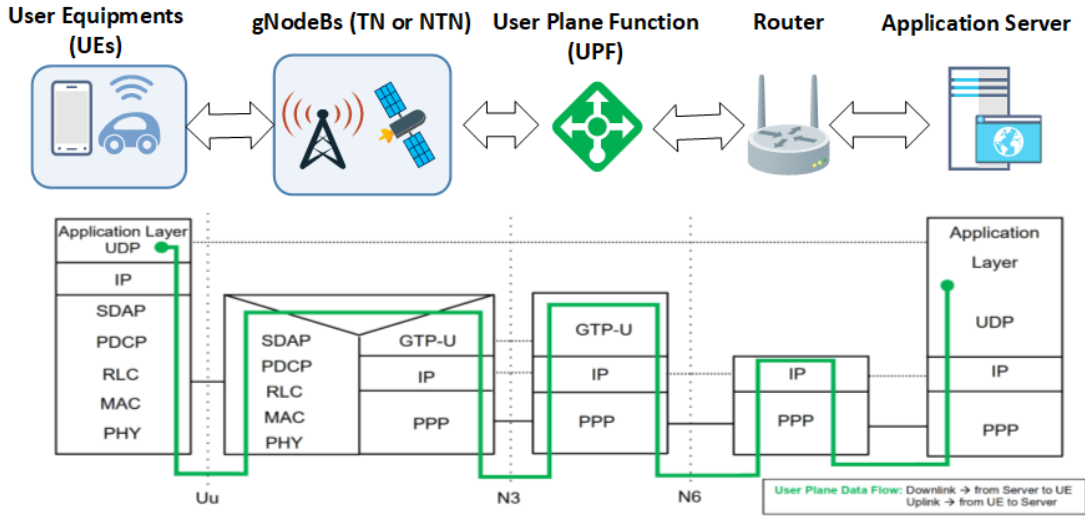 User Equipments
(UEs)
gNodeBs (TN or NTN)
User Plane Function
(UPF)
Router
Application Server
Application Layer
UDP
IP
SDAP
PDCP
RLC
MAC
PHY
SDAP
PDCP
RLC
MAC
PHY
GTP-U
IP
PPP
GTP-U
IP
PPP
IP
PPP
Application
Layer
UDP
IP
PPP
Uu
N3
N6
User Plane Data Flow: Downlink → from Server to UE
Uplink → from UE to Server